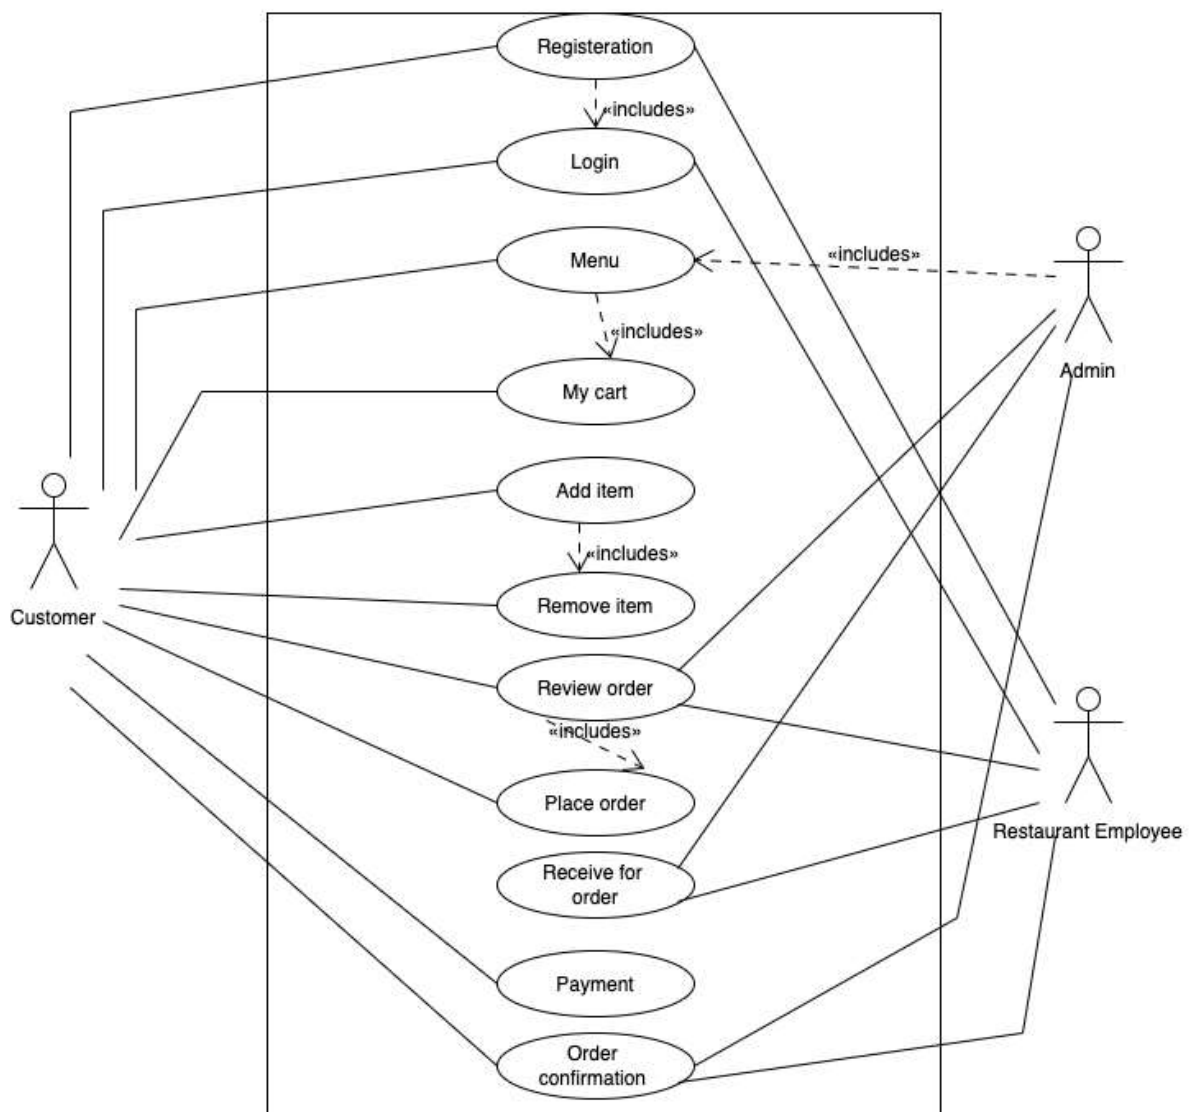 Registeration
«includes»
Login
Menu
«includes»
«includes»
My cart
Admin
Add item
«includes»
Remove item
Customer
Review order
«includes»
Place order
Restaurant Employee
Receive for
order
Payment
Order
confirmation